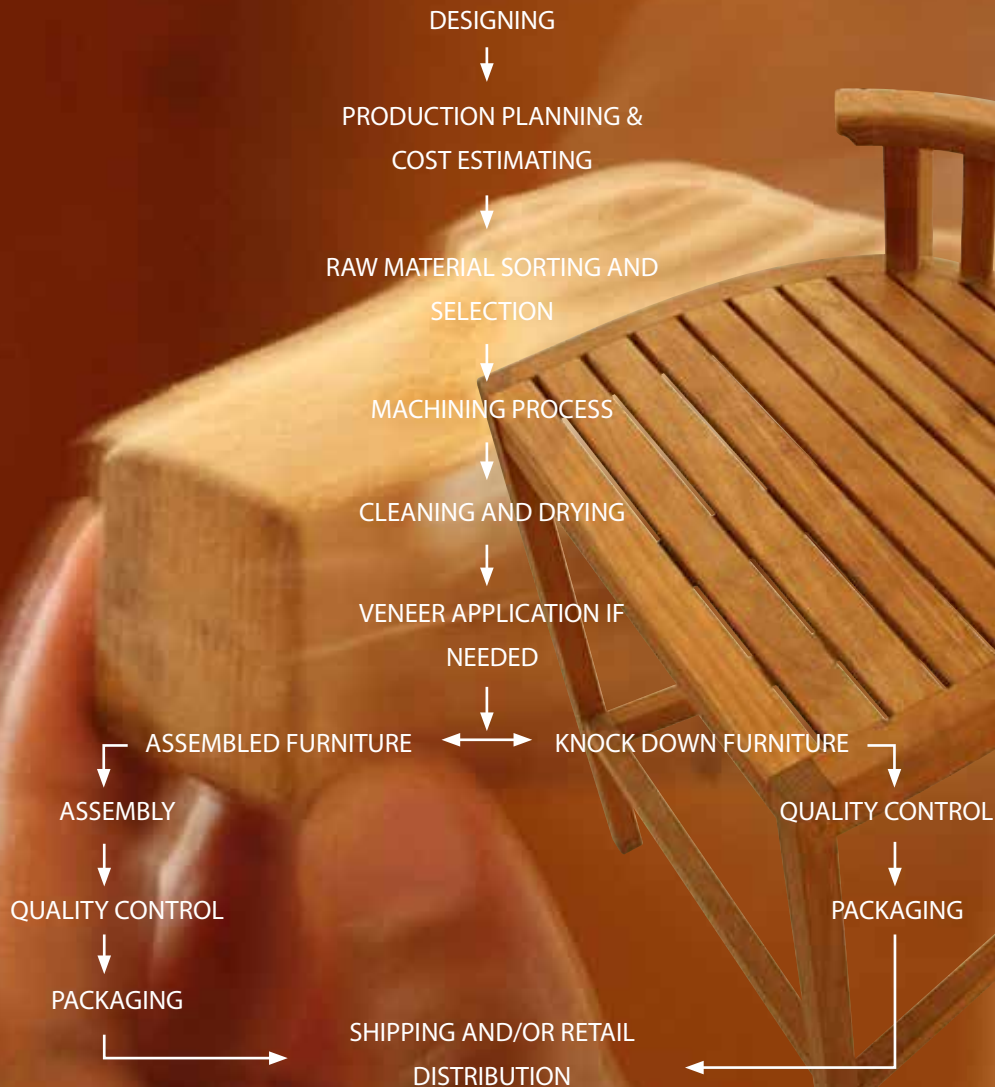 DESIGNING
PRODUCTION PLANNING &
COST ESTIMATING
RAW MATERIAL SORTING AND
SELECTION
MACHINING PROCESS
CLEANING AND DRYING
VENEER APPLICATION IF
NEEDED
ASSEMBLED FURNITURE
KNOCK DOWN FURNITURE
ASSEMBLY
QUALITY CONTROL
QUALITY CONTROL
PACKAGING
PACKAGING
SHIPPING AND/OR RETAIL
DISTRIBUTION